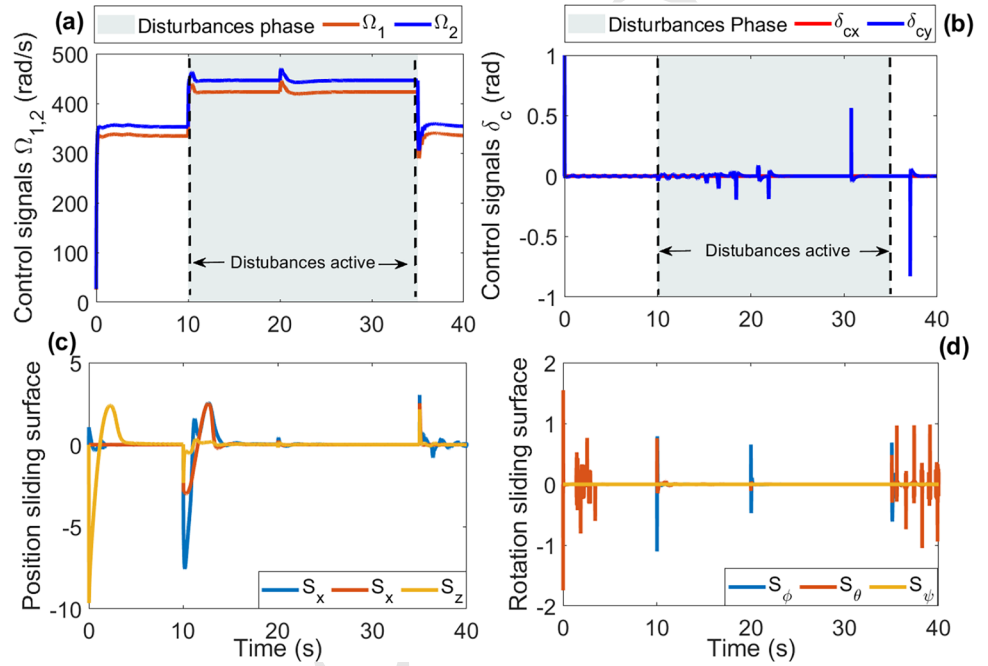 (a)
Disturbances phase Ω1 Ω2
Control signals Ω1,2 (rad/s)
500
400
300
200
100
0
Distubances active
0 10 20 30 40
(b)
Disturbances Phase δcx δcy
Control signals δc (rad)
1
0.5
0
-0.5
-1
Distubances active
0 10 20 30 40
(c)
Position sliding surface
5
0
-5
-10
Sx Sx Sz
0 10 20 30 40
Time (s)
(d)
Rotation sliding surface
2
1
0
-1
-2
Sϕ Sθ Sψ
0 10 20 30 40
Time (s)